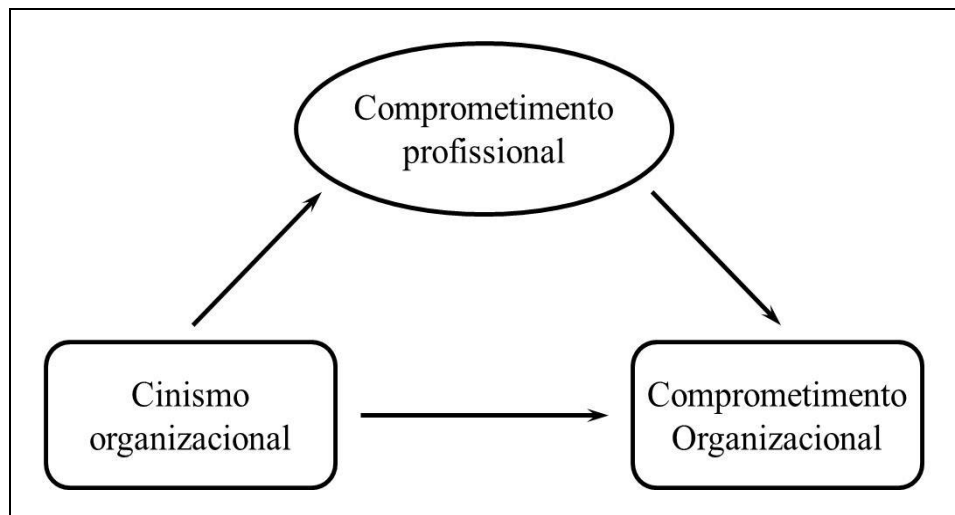 Comprometimento
profissional
Cinismo
organizacional
Comprometimento
Organizacional